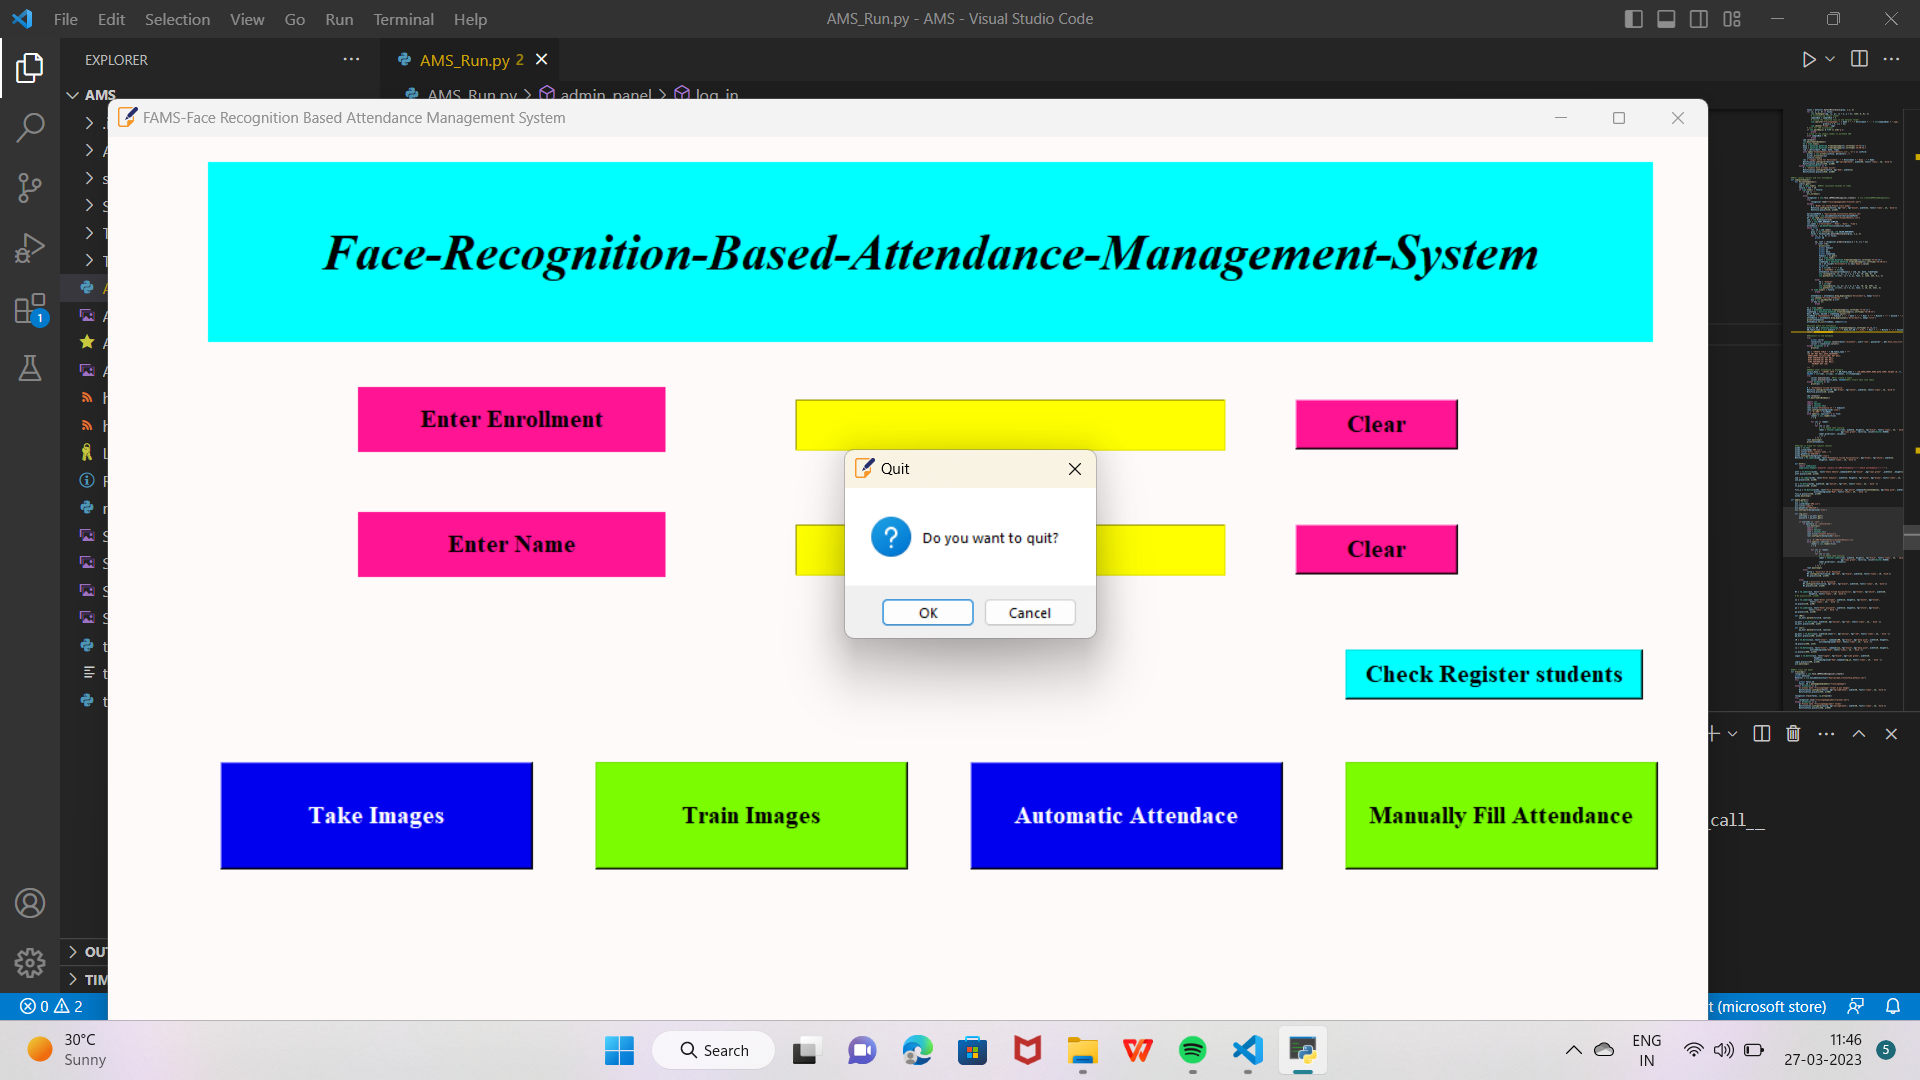 File Edit Selection View Go Run Terminal Help
AMS_Run.py - AMS - Visual Studio Code
EXPLORER
AMS_Run.py 2
AMS
AMS_Run.py > admin_panel > log_in
FAMS-Face Recognition Based Attendance Management System
Face-Recognition-Based-Attendance-Management-System
Enter Enrollment
Clear
Quit
Do you want to quit?
OK Cancel
Enter Name
Clear
Check Register students
Take Images
Train Images
Automatic Attendace
Manually Fill Attendance
_call__
OUT
TIM
0 2
t (microsoft store)
1
30°C
Sunny
Search
ENG
IN
11:46
27-03-2023
5